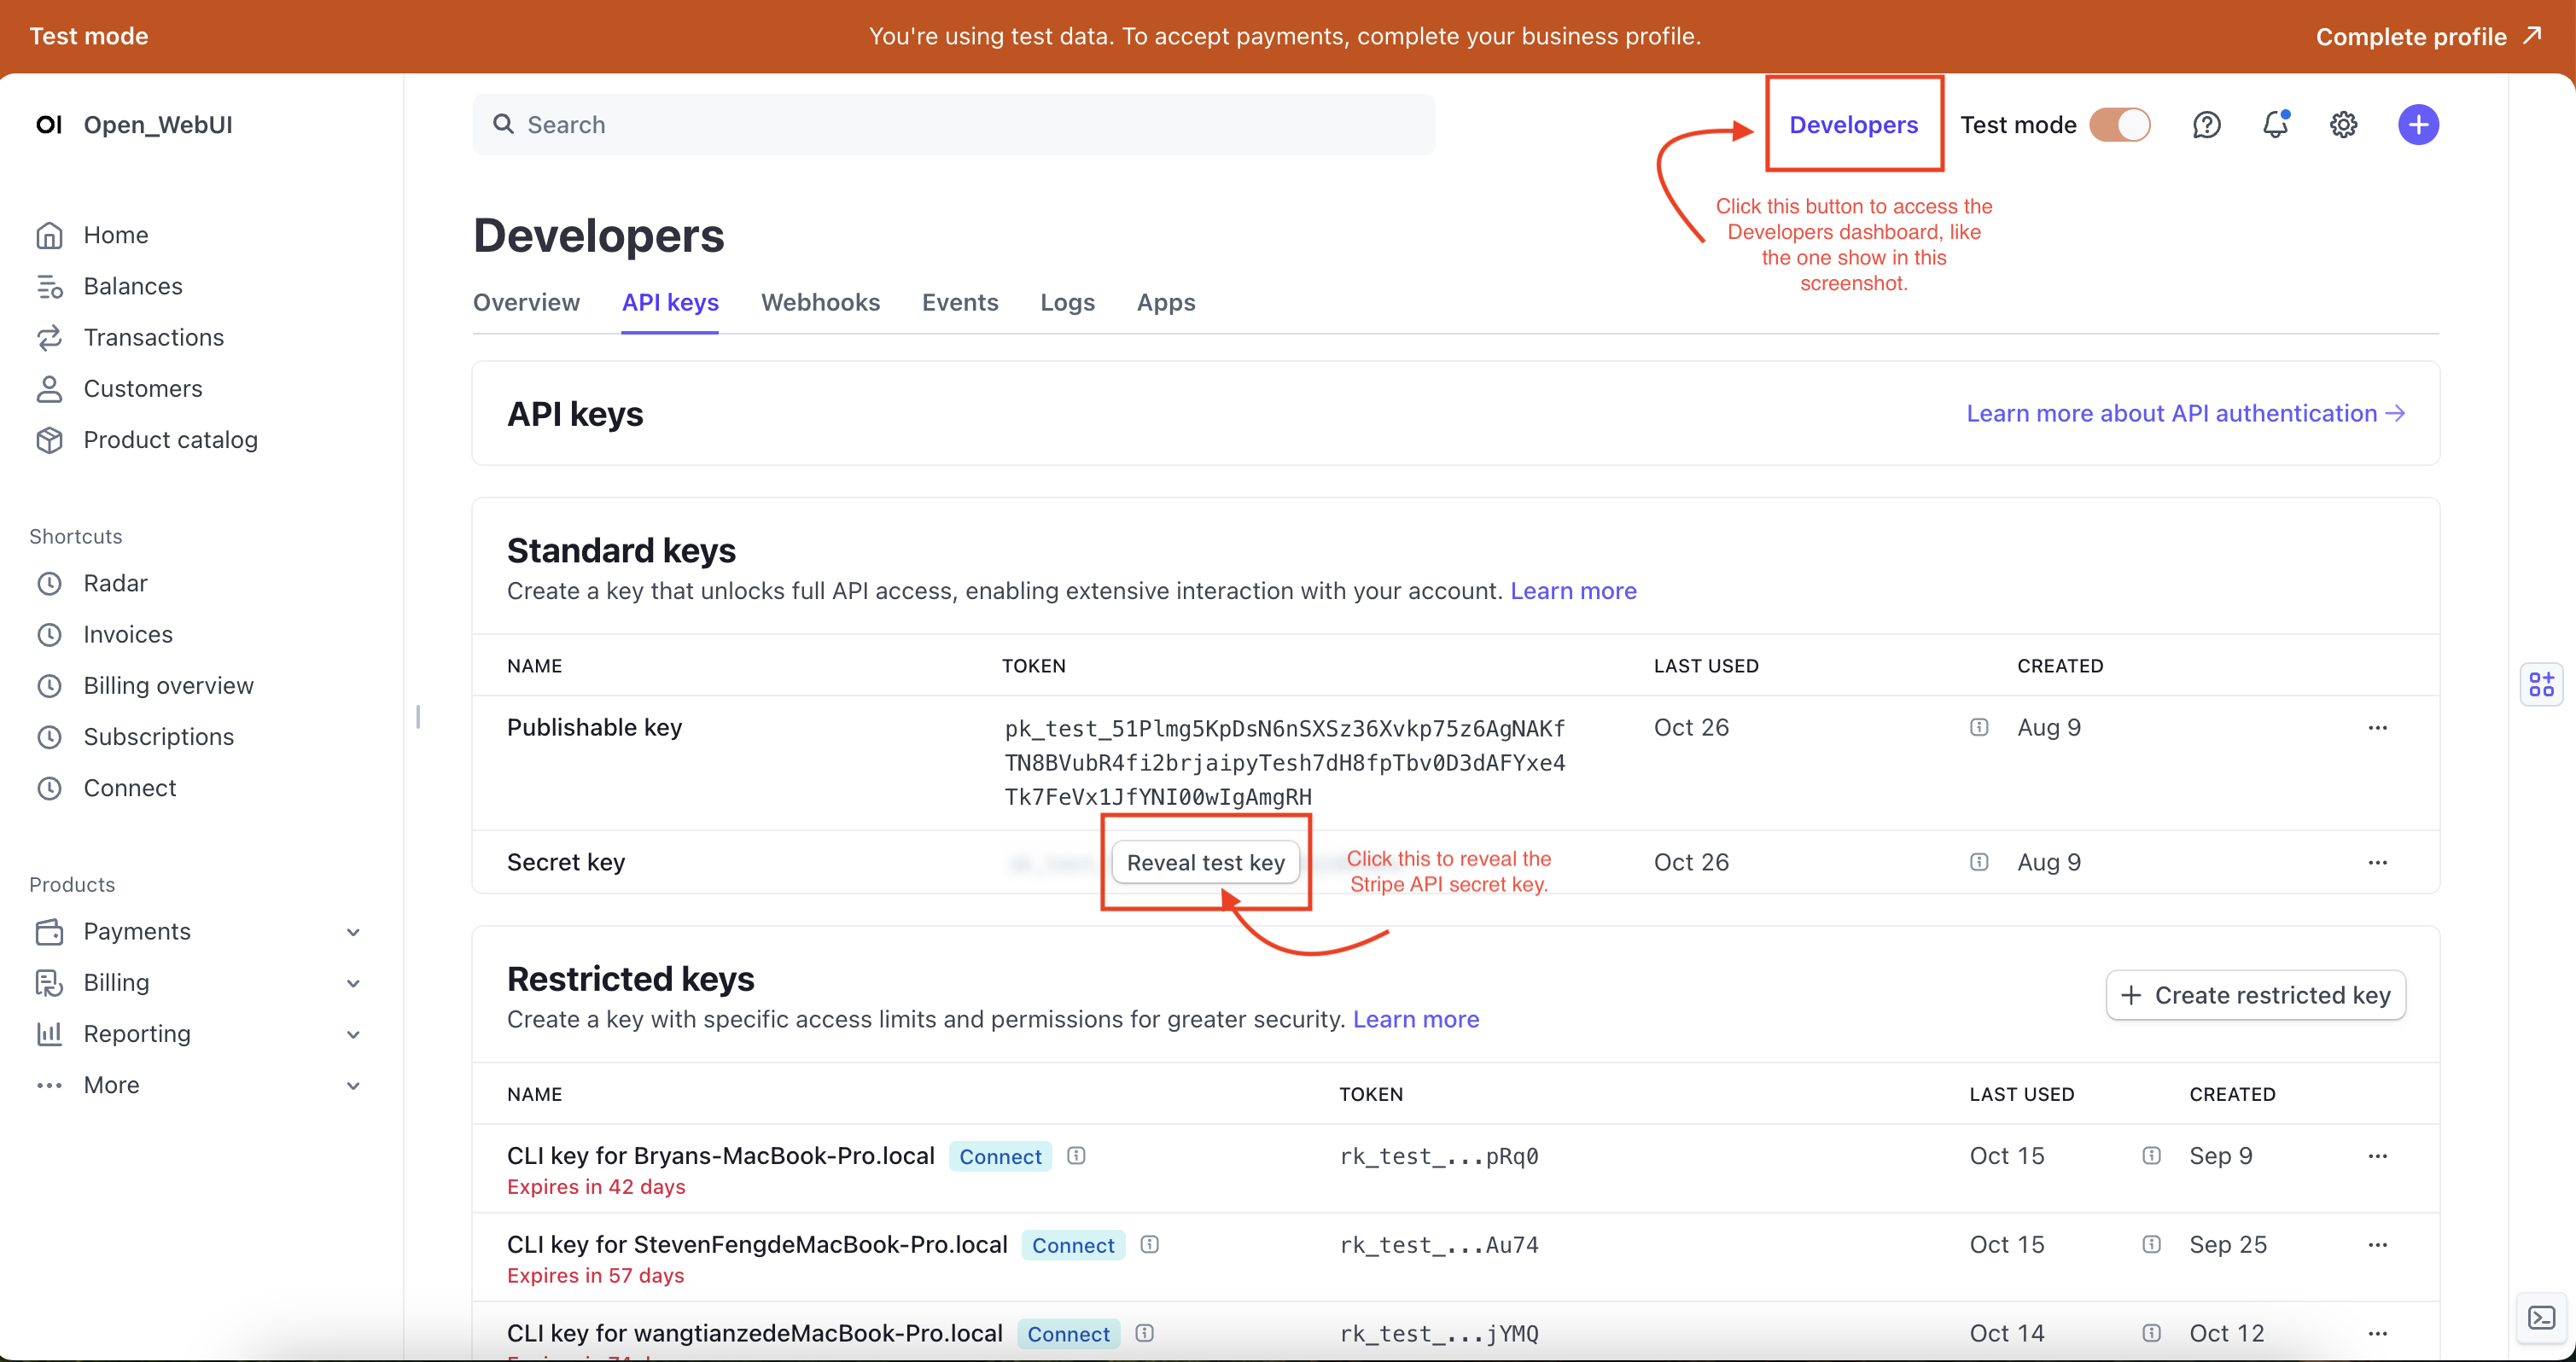 Test mode
You're using test data. To accept payments, complete your business profile.
Complete profile
Open_WebUI
Search
Developers
Test mode
Click this button to access the
Developers dashboard, like
the one show in this
screenshot.
Home
Balances
Transactions
Customers
Product catalog
Shortcuts
Radar
Invoices
Billing overview
Subscriptions
Connect
Products
Payments
Billing
Reporting
More
Developers
Overview API keys Webhooks Events Logs Apps
API keys
Learn more about API authentication
Standard keys
Create a key that unlocks full API access, enabling extensive interaction with your account. Learn more
NAME TOKEN LAST USED CREATED
Publishable key
pk_test_51Plmg5KpDsN6nSXSz36Xvkp75z6AgNAKf
TN8BVubR4fi2brjaipyTesh7dH8fpTbv0D3dAFYxe4
Tk7FeVx1JfYNI00wIgAmgRH
Oct 26 Aug 9
Secret key Reveal test key Oct 26 Aug 9
Click this to reveal the
Stripe API secret key.
Restricted keys
Create a key with specific access limits and permissions for greater security. Learn more
Create restricted key
NAME TOKEN LAST USED CREATED
CLI key for Bryans-MacBook-Pro.local Connect rk_test_...pRq0 Oct 15 Sep 9
Expires in 42 days
CLI key for StevenFengdeMacBook-Pro.local Connect rk_test_...Au74 Oct 15 Sep 25
Expires in 57 days
CLI key for wangtianzedeMacBook-Pro.local Connect rk_test_...jYMQ Oct 14 Oct 12